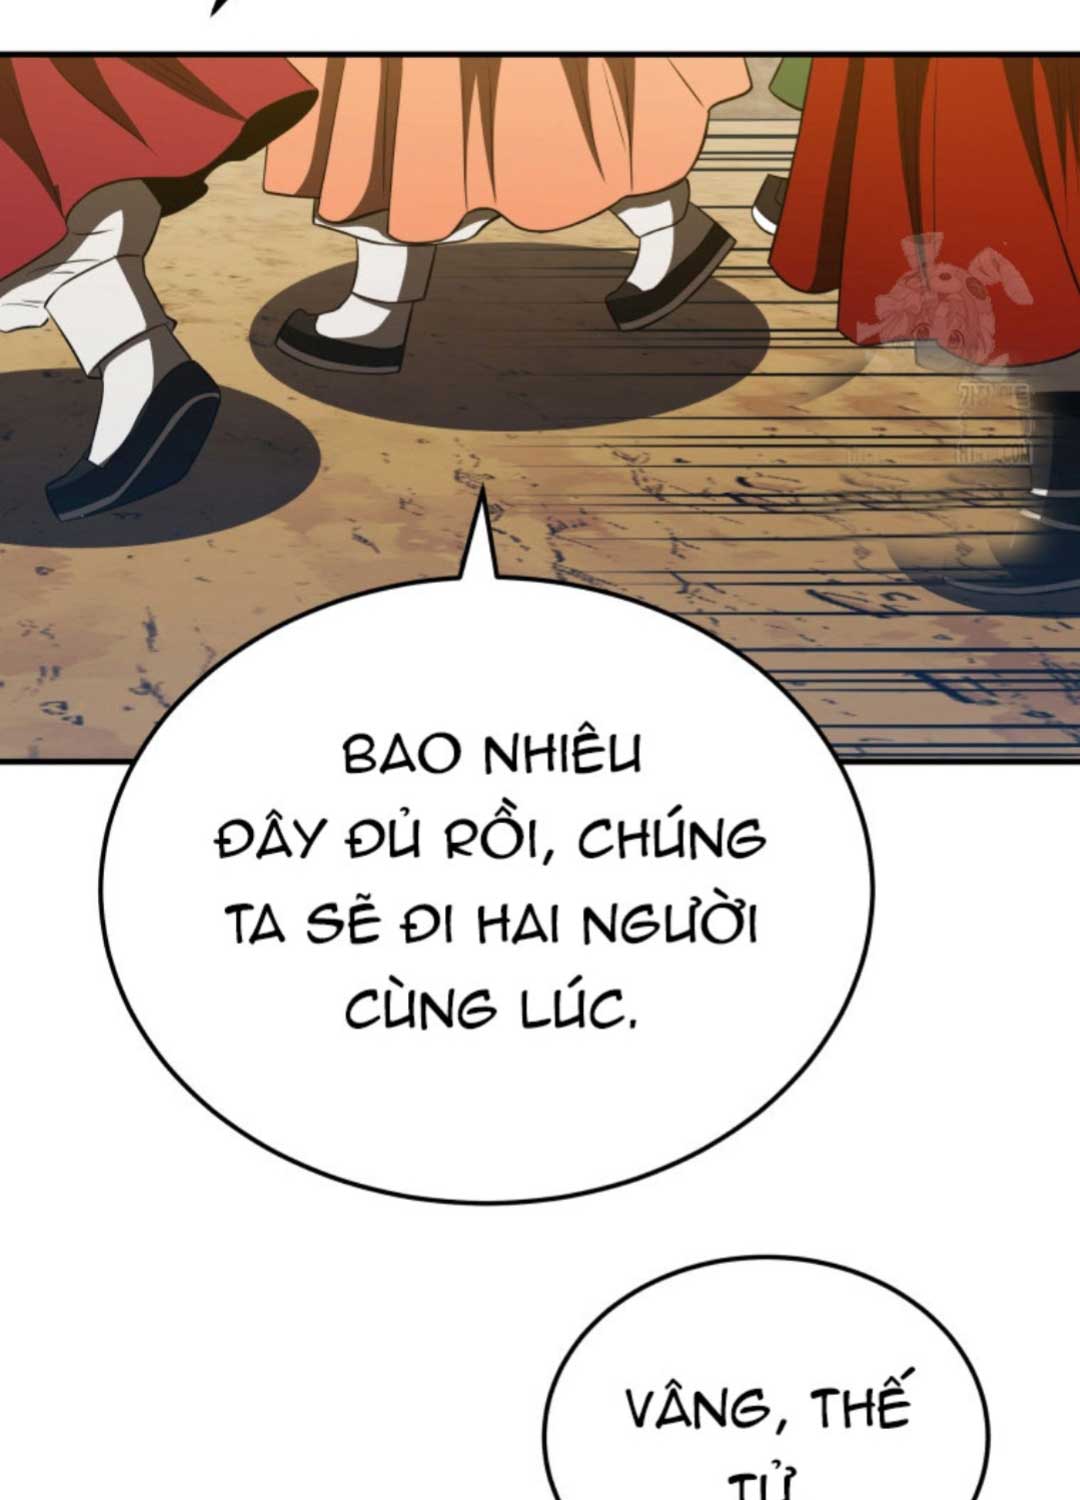 BAO NHIÊU
ĐÂY ĐỦ RỒI, CHÚNG
TA SẼ ĐI HAI NGƯỜI
CÙNG LÚC.
VÂNG, THẾ
TỬ